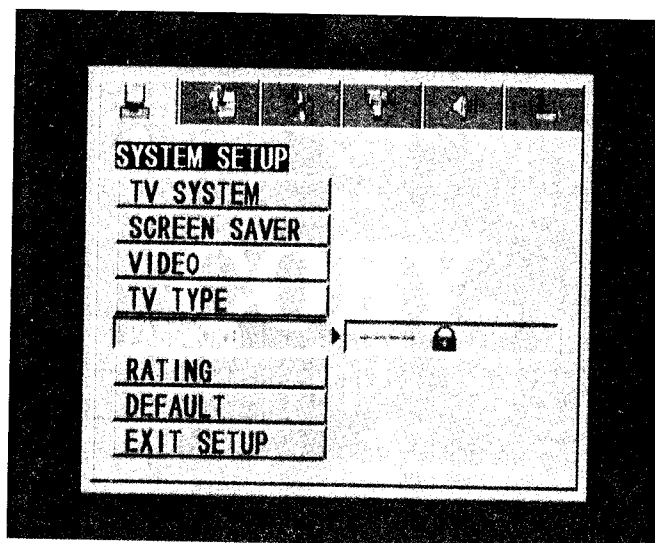 SYSTEM SETUP
TV SYSTEM
SCREEN SAVER
VIDEO
TV TYPE
RATING
DEFAULT
EXIT SETUP